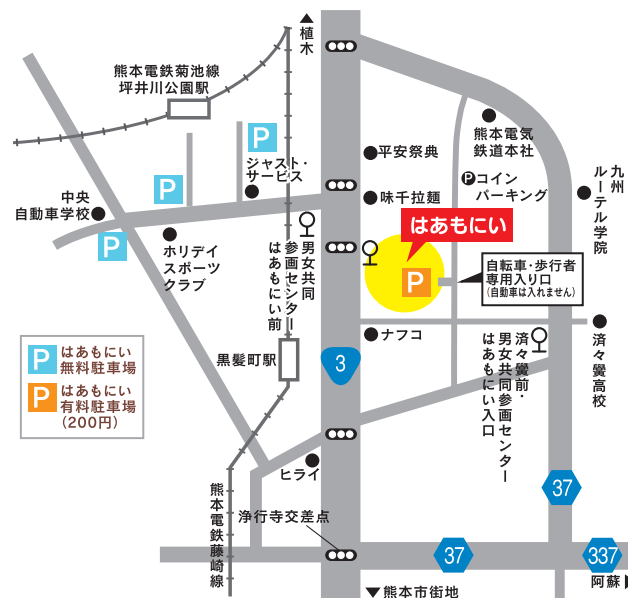 ▲
植木
熊本電鉄菊池線
坪井川公園駅
熊本電気
鉄道本社
平安祭典
P
ジャスト・
サービス
P
コイン
パーキング
九州
ルーテル学院
P
中央
自動車学校
味千拉麺
はあもにい
P
ホリデイ
スポーツ
クラブ
男女共同
参画センター
はあもにい前
P
自転車・歩行者
専用入り口
(自動車は入れません)
ナフコ
済々黌高校
済々黌前・
男女共同参画センター
はあもにい入口
P
はあもにい
無料駐車場
P
はあもにい
有料駐車場
(200円)
黒髪町駅
3
ヒライ
熊本電鉄藤崎線
浄行寺交差点
37
37
337
阿蘇▶
▼熊本市街地